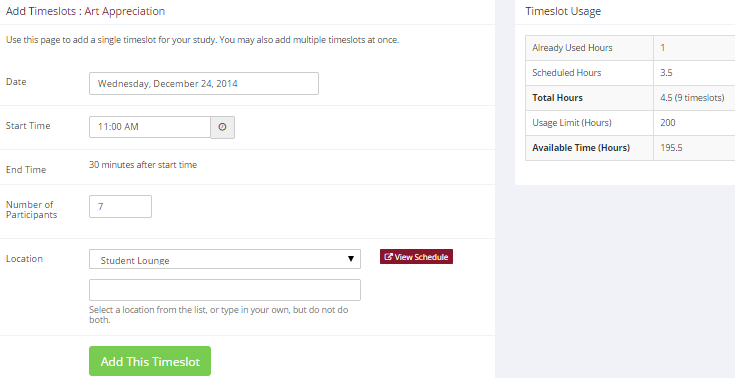 Add Timeslots : Art Appreciation
Use this page to add a single timeslot for your study. You may also add multiple timeslots at once.
Date
Wednesday, December 24, 2014
Start Time
11:00 AM
End Time
30 minutes after start time
Number of
Participants
7
Location
Student Lounge
View Schedule
Select a location from the list, or type in your own, but do not do
both.
Add This Timeslot
Timeslot Usage
Already Used Hours 1
Scheduled Hours 3.5
Total Hours 4.5 (9 timeslots)
Usage Limit (Hours) 200
Available Time (Hours) 195.5